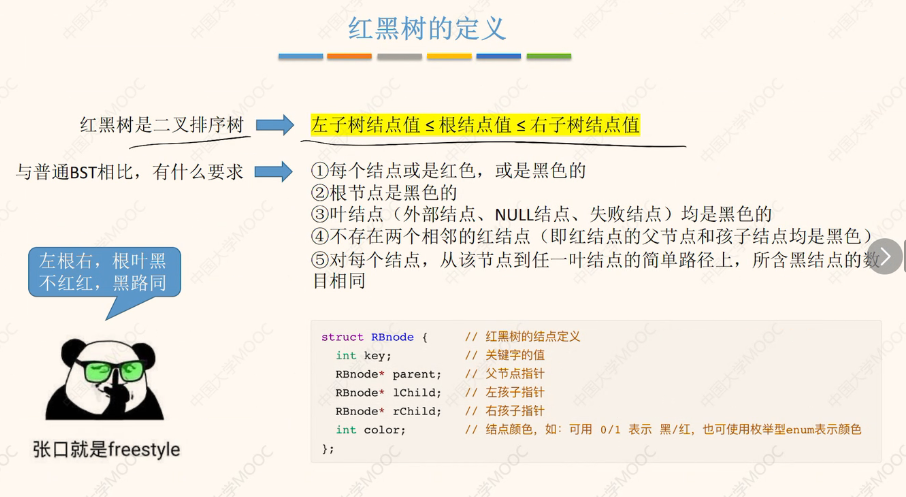 红黑树的定义
红黑树是二叉排序树
左子树结点值 ≤ 根结点值 ≤ 右子树结点值
与普通BST相比，有什么要求
①每个结点或是红色，或是黑色的
②根节点是黑色的
③叶结点（外部结点、NULL结点、失败结点）均是黑色的
④不存在两个相邻的红结点（即红结点的父节点和孩子结点均是黑色）
⑤对每个结点，从该节点到任一叶结点的简单路径上，所含黑结点的数
目相同
左根右，根叶黑
不红红，黑路同
struct RBnode { // 红黑树的结点定义
int key; // 关键字的值
RBnode* parent; // 父节点指针
RBnode* lChild; // 左孩子指针
RBnode* rChild; // 右孩子指针
int color; // 结点颜色，如：可用 0/1 表示 黑/红，也可使用枚举型enum表示颜色
};
张口就是freestyle
中国大学MOOC